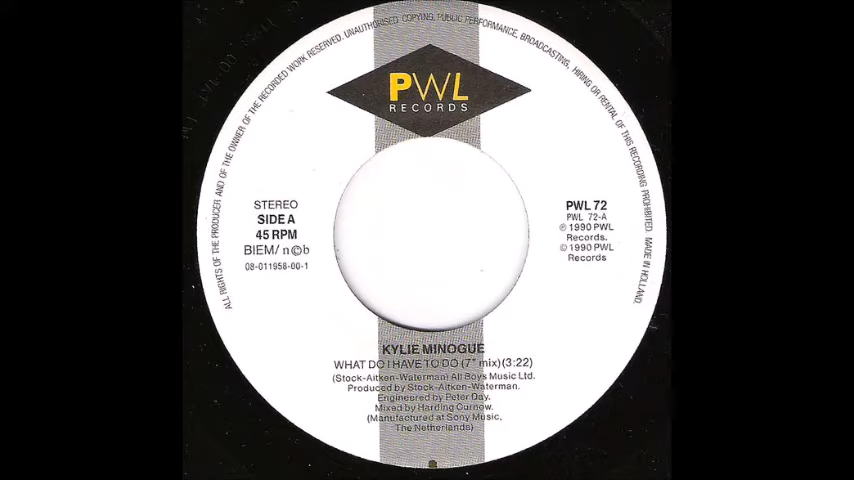 ALL RIGHTS OF THE PRODUCER AND OF THE OWNER OF THE RECORDED WORK RESERVED. UNAUTHORISED COPYING, PUBLIC PERFORMANCE, BROADCASTING, HIRING OR RENTAL OF THIS RECORDING PROHIBITED. MADE IN HOLLAND.
PWL
RECORDS
STEREO
SIDE A
45 RPM
BIEM/ n©b
08-011958-00-1
PWL 72
PWL 72-A
℗ 1990 PWL
Records.
© 1990 PWL
Records
KYLIE MINOGUE
WHAT DO I HAVE TO DO (7" mix)(3:22)
(Stock-Aitken-Waterman) All Boys Music Ltd.
Produced by Stock-Aitken-Waterman.
Engineered by Peter Day.
Mixed by Harding Curnow.
(Manufactured at Sony Music,
The Netherlands)